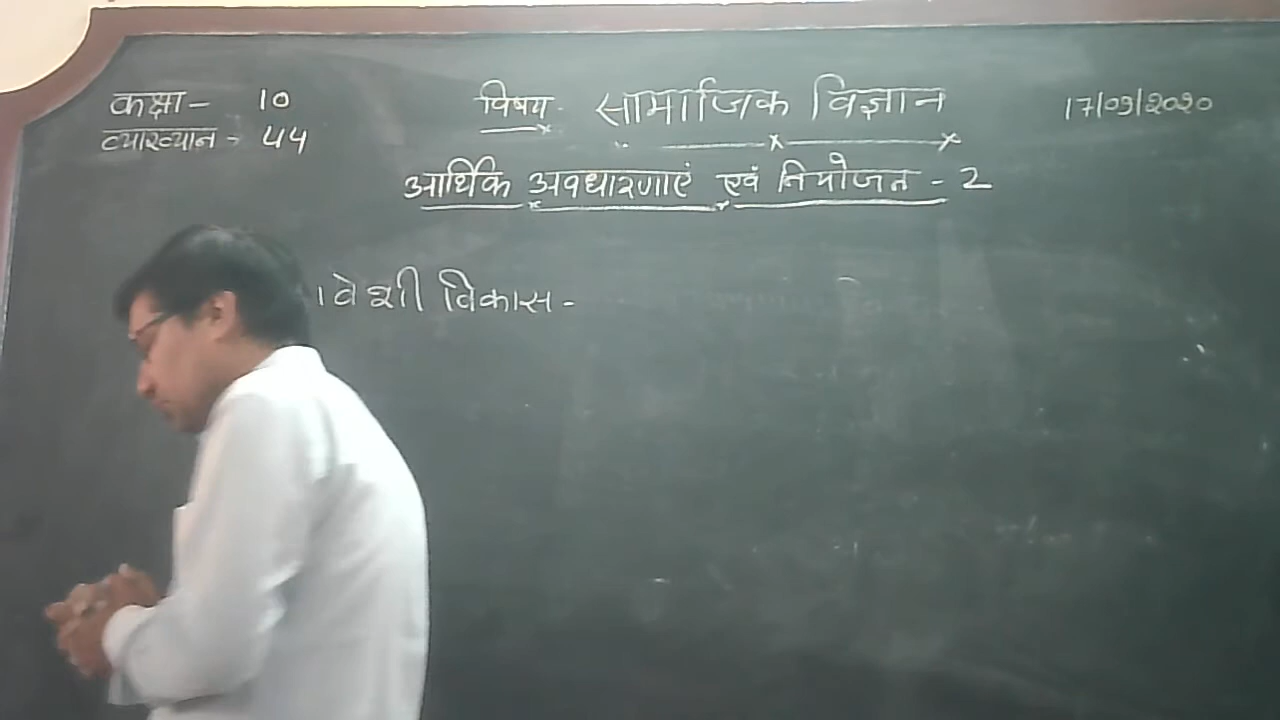 कक्षा - 10
विषय - सामाजिक विज्ञान
17/09/2020
व्याख्यान - 44
आर्थिक अवधारणाएं एवं नियोजन - 2
विकास -